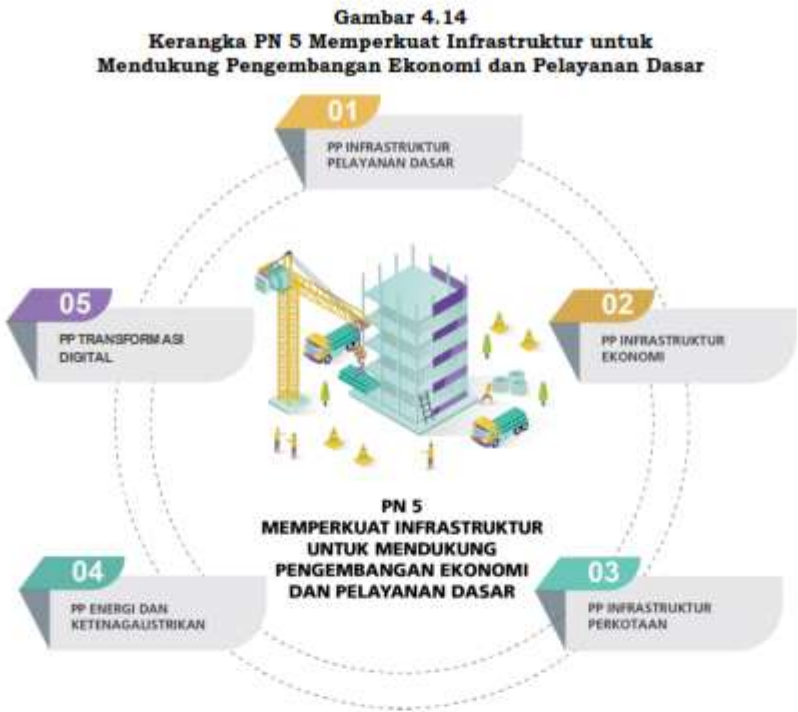 Gambar 4.14
Kerangka PN 5 Memperkuat Infrastruktur untuk
Mendukung Pengembangan Ekonomi dan Pelayanan Dasar
01
PP INFRASTRUKTUR
PELAYANAN DASAR
05
PP TRANSFORMASI
DIGITAL
02
PP INFRASTRUKTUR
EKONOMI
PN 5
MEMPERKUAT INFRASTRUKTUR
UNTUK MENDUKUNG
PENGEMBANGAN EKONOMI
DAN PELAYANAN DASAR
04
PP ENERGI DAN
KETENAGALISTRIKAN
03
PP INFRASTRUKTUR
PERKOTAAN